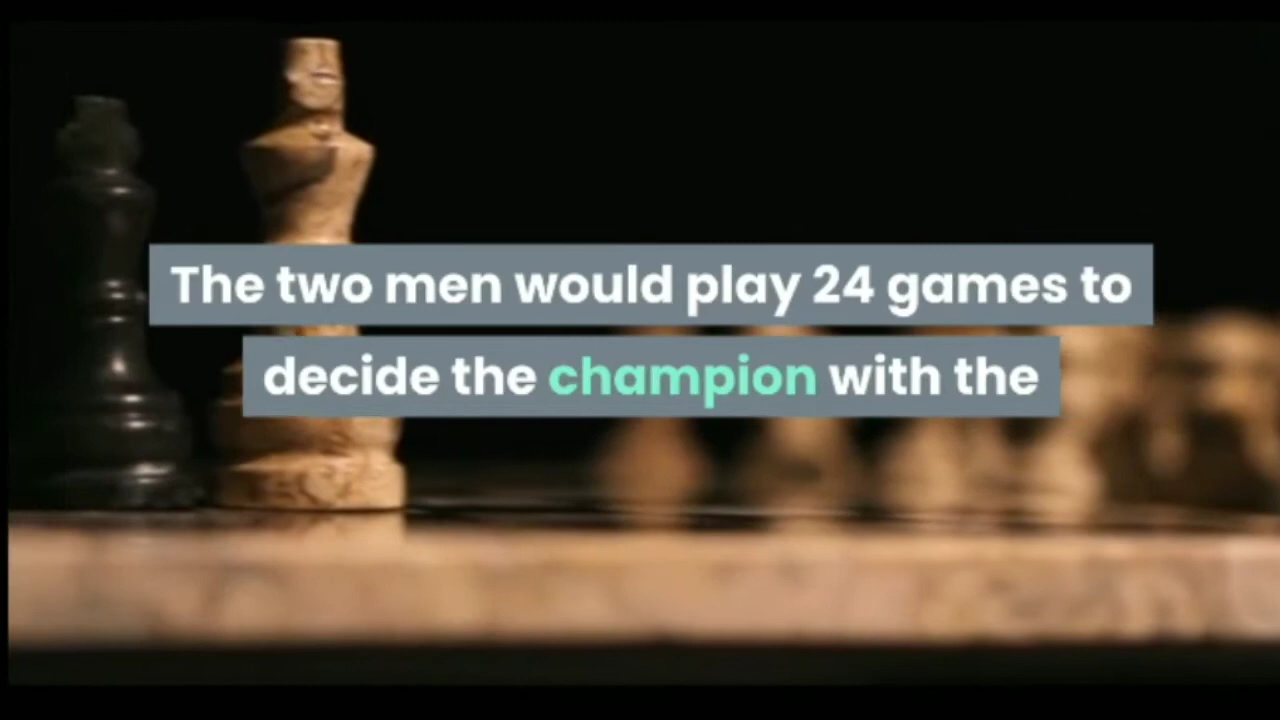 The two men would play 24 games to
decide the champion with the